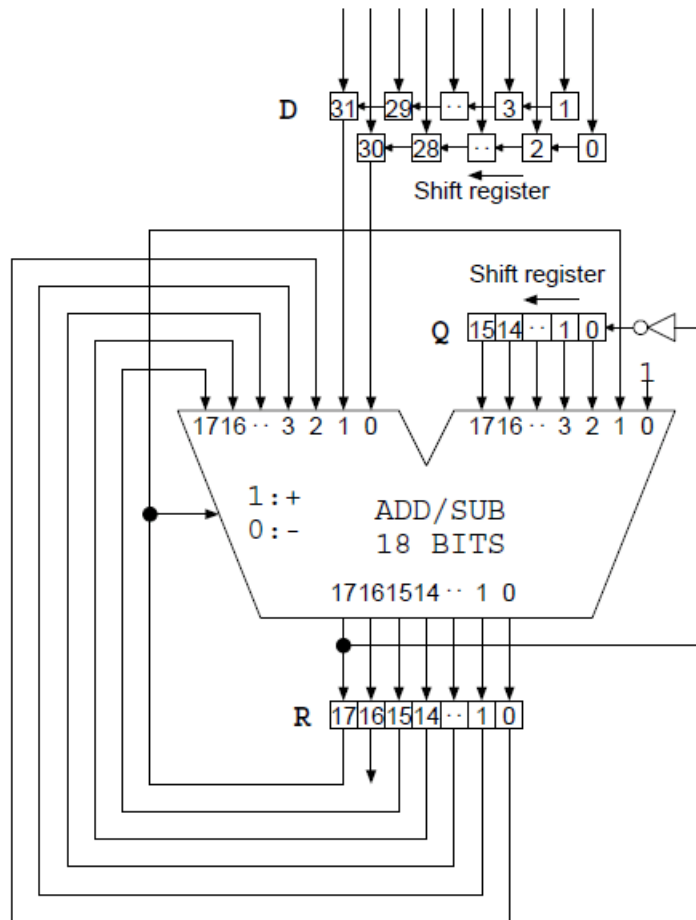 D 31 29 ·· 3 1
30 28 ·· 2 0
Shift register
Shift register
Q 15 14 ·· 1 0
1
17 16 ·· 3 2 1 0 17 16 ·· 3 2 1 0
1:+ ADD/SUB
0:- 18 BITS
17 16 15 14 ·· 1 0
R 17 16 15 14 ·· 1 0